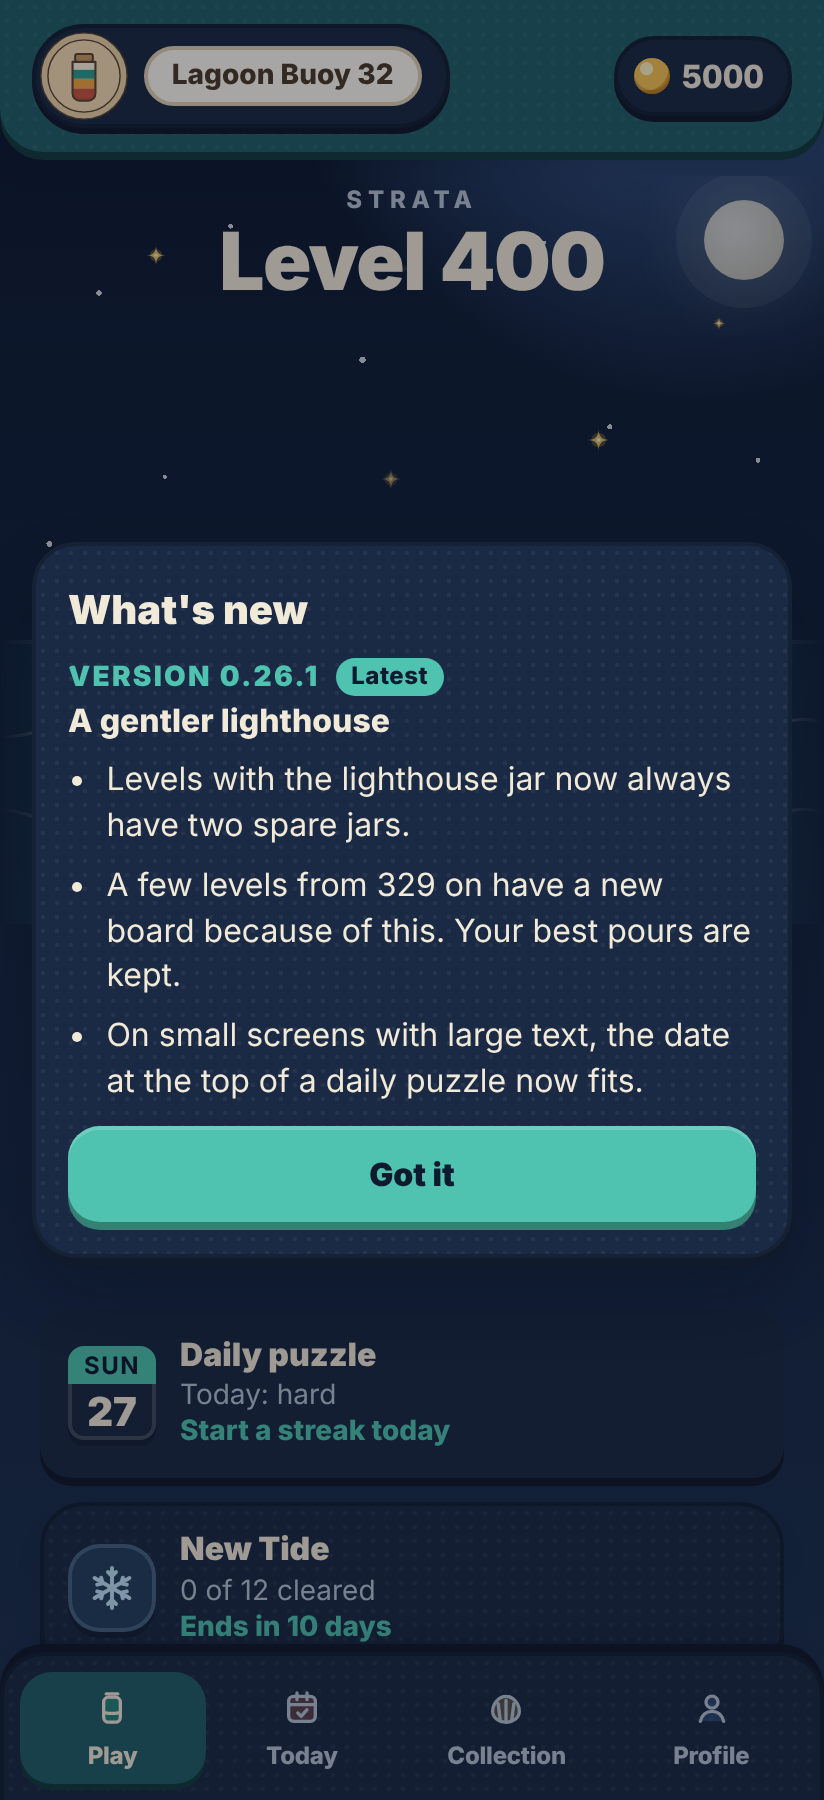 Lagoon Buoy 32
5000
STRATA
Level 400
What's new
VERSION 0.26.1 Latest
A gentler lighthouse
• Levels with the lighthouse jar now always
have two spare jars.
• A few levels from 329 on have a new
board because of this. Your best pours are
kept.
• On small screens with large text, the date
at the top of a daily puzzle now fits.
Got it
SUN
27
Daily puzzle
Today: hard
Start a streak today
New Tide
0 of 12 cleared
Ends in 10 days
Play
Today
Collection
Profile